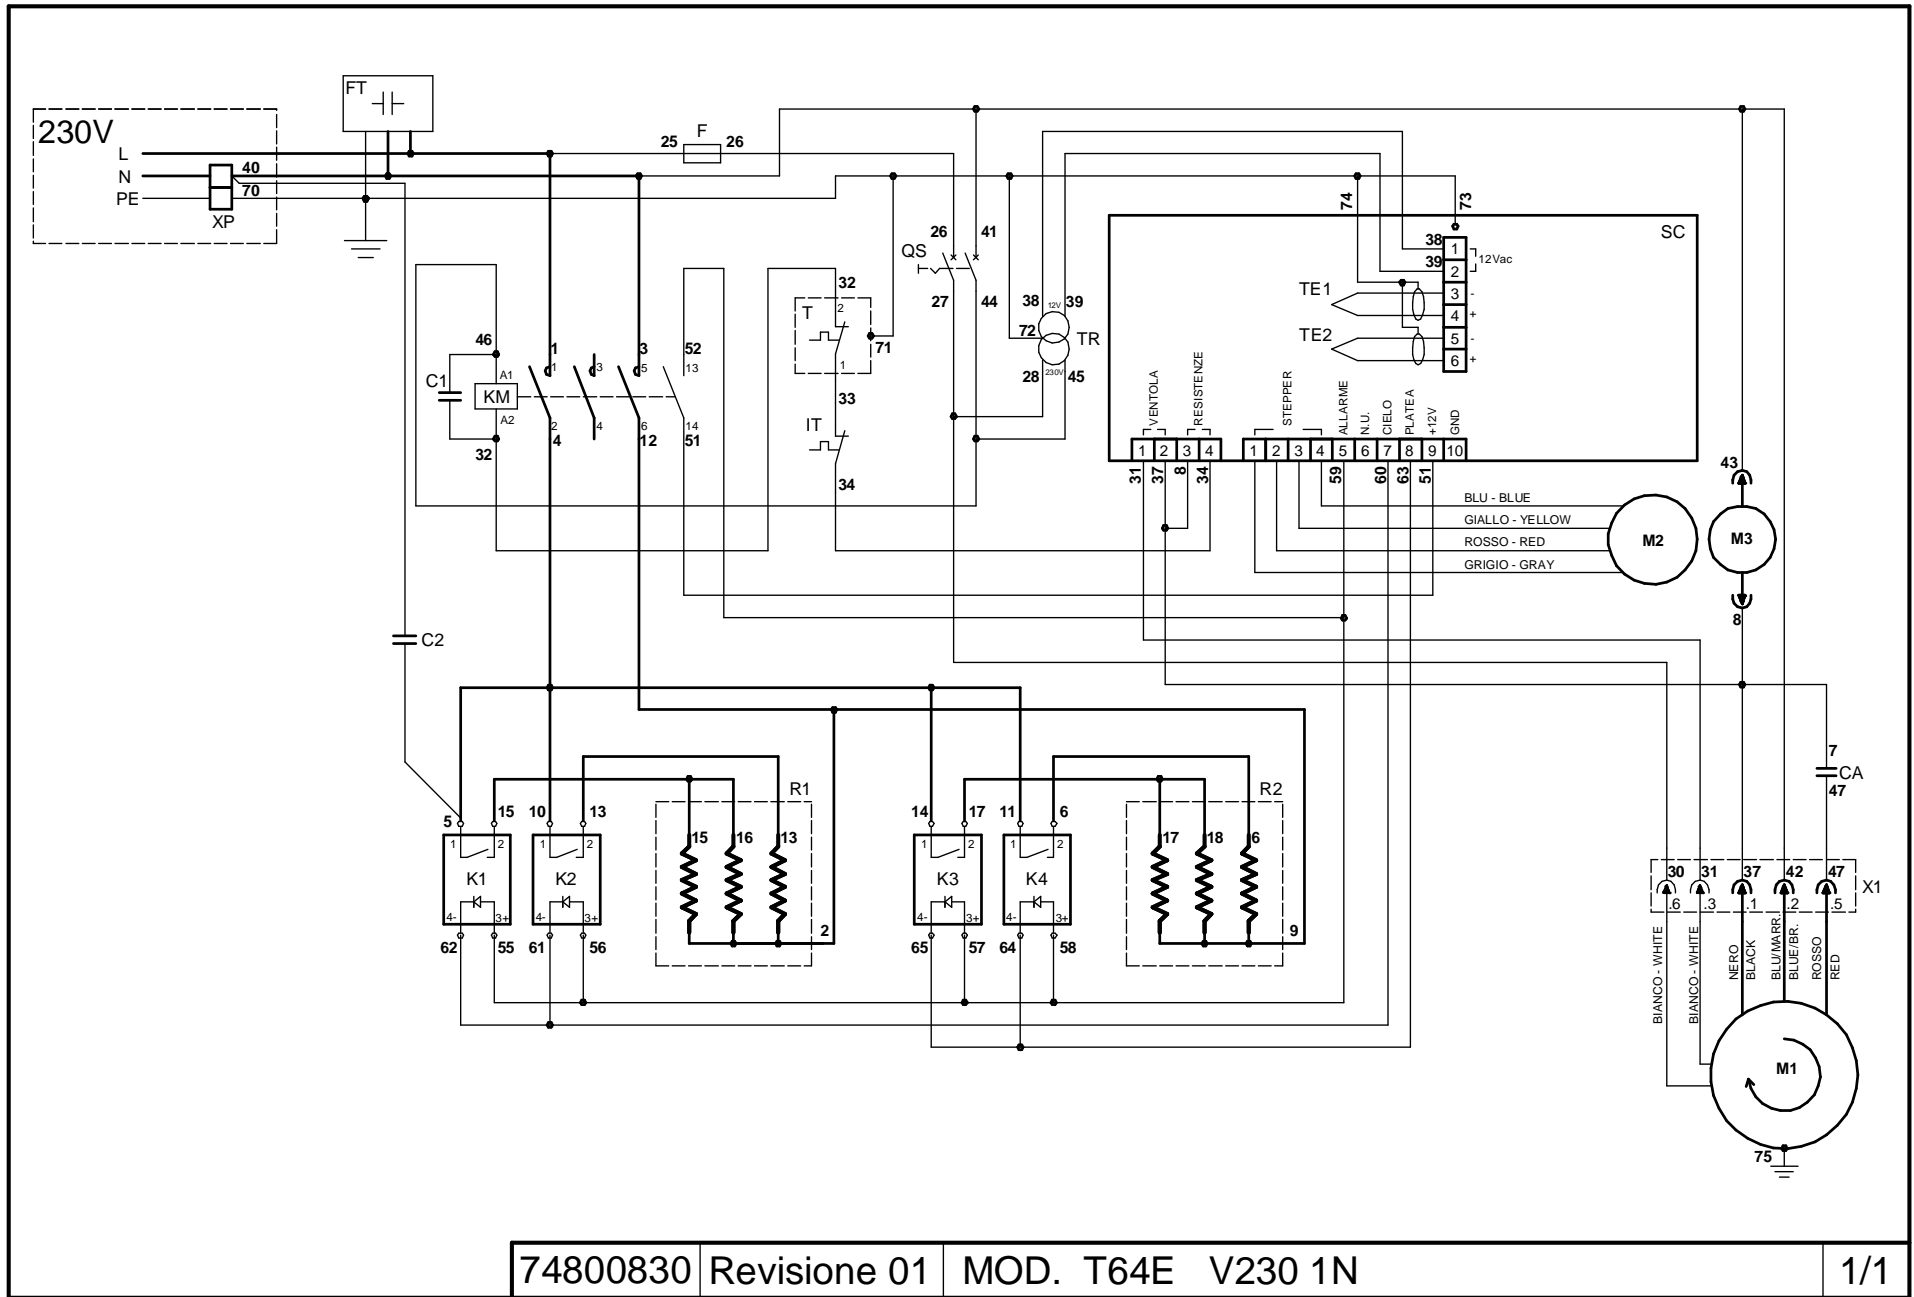 FT
230V
L
N
PE
40
70
XP
25
F
26
74
73
SC
26
41
QS
27
44
38
12V
39
72
TR
28
230V
45
38
1
12Vac
39
2
TE1
3
-
4
+
TE2
5
-
6
+
32
2
T
71
1
33
IT
34
46
C1
A1
KM
A2
32
1
1
3
3
5
52
13
2
4
4
6
12
14
51
VENTOLA
RESISTENZE
STEPPER
ALLARME
N.U.
CIELO
PLATEA
+12V
GND
1
2
3
4
1
2
3
4
5
6
7
8
9
10
31
37
8
34
59
60
63
51
BLU - BLUE
GIALLO - YELLOW
ROSSO - RED
GRIGIO - GRAY
M2
43
M3
8
C2
7
CA
47
R1
R2
5
15
10
13
14
17
11
6
1
2
1
2
1
2
1
2
K1
K2
K3
K4
4-
3+
4-
3+
4-
3+
4-
3+
62
55
61
56
65
57
64
58
15
16
13
2
17
18
6
9
30
31
37
42
47
X1
.6
.3
.1
.2
.5
BIANCO - WHITE
BIANCO - WHITE
NERO
BLACK
BLU/MARR.
BLUE/BR.
ROSSO
RED
M1
75
74800830
Revisione 01
MOD. T64E V230 1N
1/1